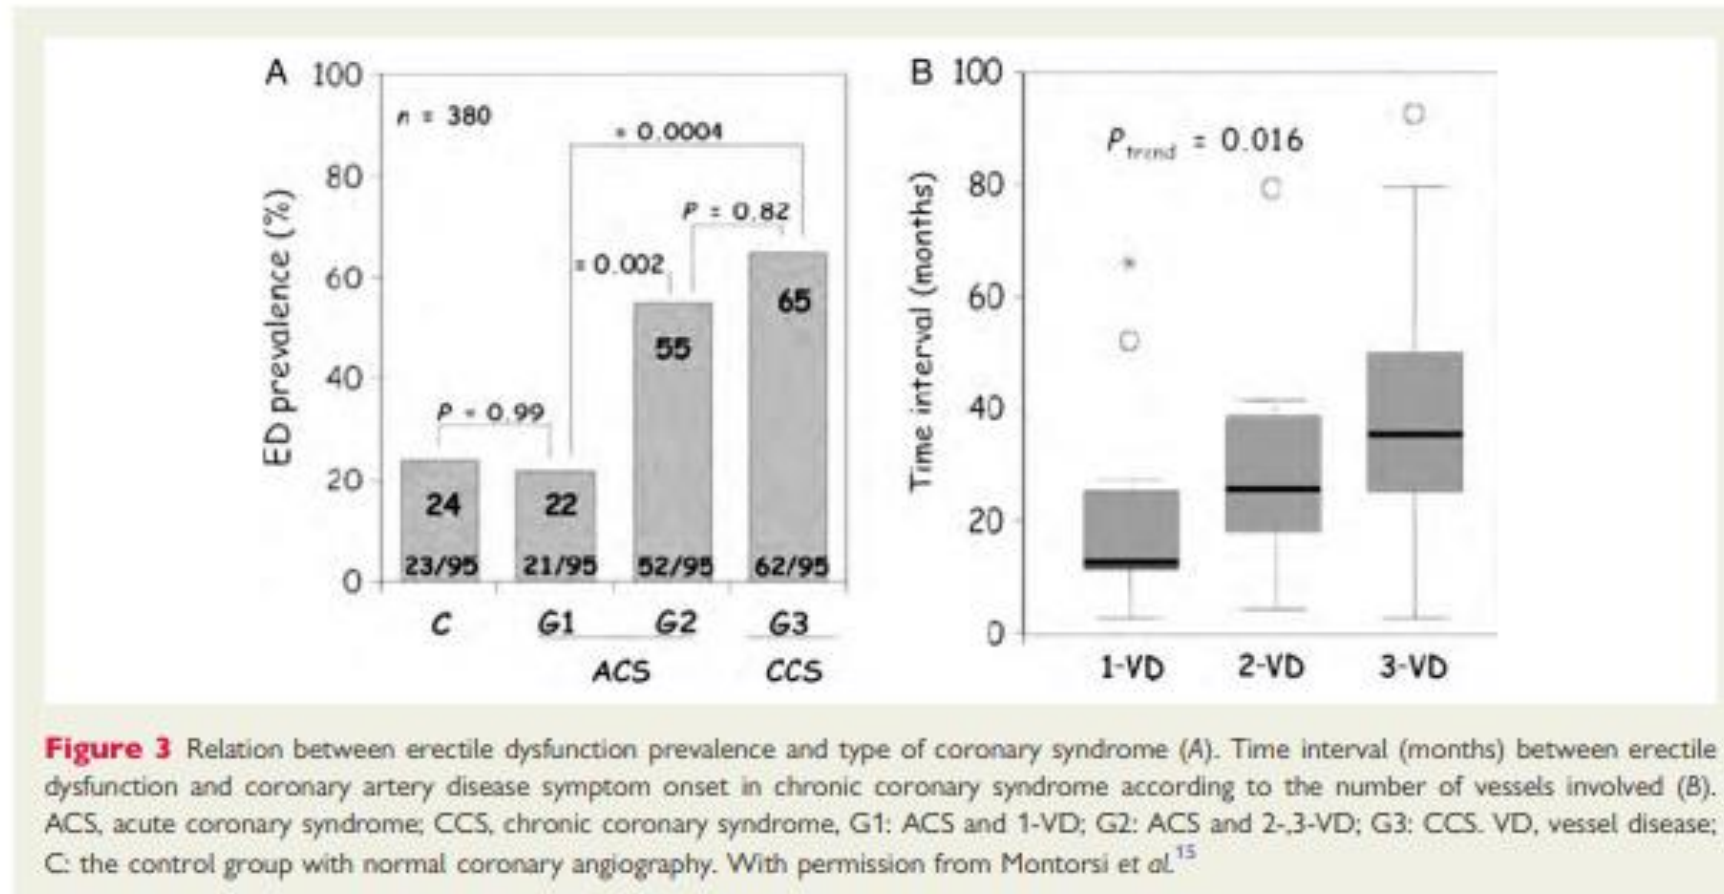 A
100
80
60
40
20
0
ED prevalence (%)
n = 380
= 0.0004
P = 0.82
= 0.002
P = 0.99
24
22
55
65
23/95
21/95
52/95
62/95
C
G1
G2
G3
ACS
CCS
B
100
80
60
40
20
0
Time interval (months)
P trend = 0.016
*
1-VD
2-VD
3-VD
Figure 3 Relation between erectile dysfunction prevalence and type of coronary syndrome (A). Time interval (months) between erectile
dysfunction and coronary artery disease symptom onset in chronic coronary syndrome according to the number of vessels involved (B).
ACS, acute coronary syndrome; CCS, chronic coronary syndrome, G1: ACS and 1-VD; G2: ACS and 2-,3-VD; G3: CCS. VD, vessel disease;
C: the control group with normal coronary angiography. With permission from Montorsi et al.15